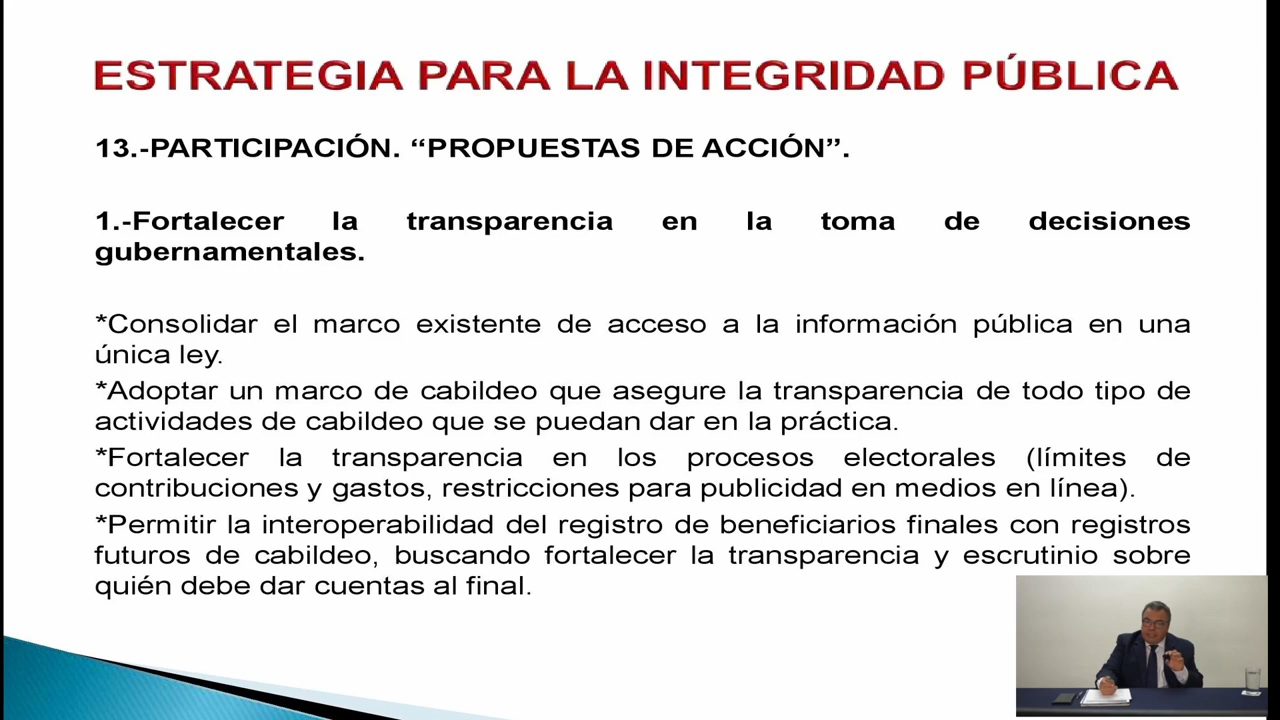 ESTRATEGIA PARA LA INTEGRIDAD PÚBLICA
13.-PARTICIPACIÓN. “PROPUESTAS DE ACCIÓN”.
1.-Fortalecer la transparencia en la toma de decisiones
gubernamentales.
*Consolidar el marco existente de acceso a la información pública en una
única ley.
*Adoptar un marco de cabildeo que asegure la transparencia de todo tipo de
actividades de cabildeo que se puedan dar en la práctica.
*Fortalecer la transparencia en los procesos electorales (límites de
contribuciones y gastos, restricciones para publicidad en medios en línea).
*Permitir la interoperabilidad del registro de beneficiarios finales con registros
futuros de cabildeo, buscando fortalecer la transparencia y escrutinio sobre
quién debe dar cuentas al final.